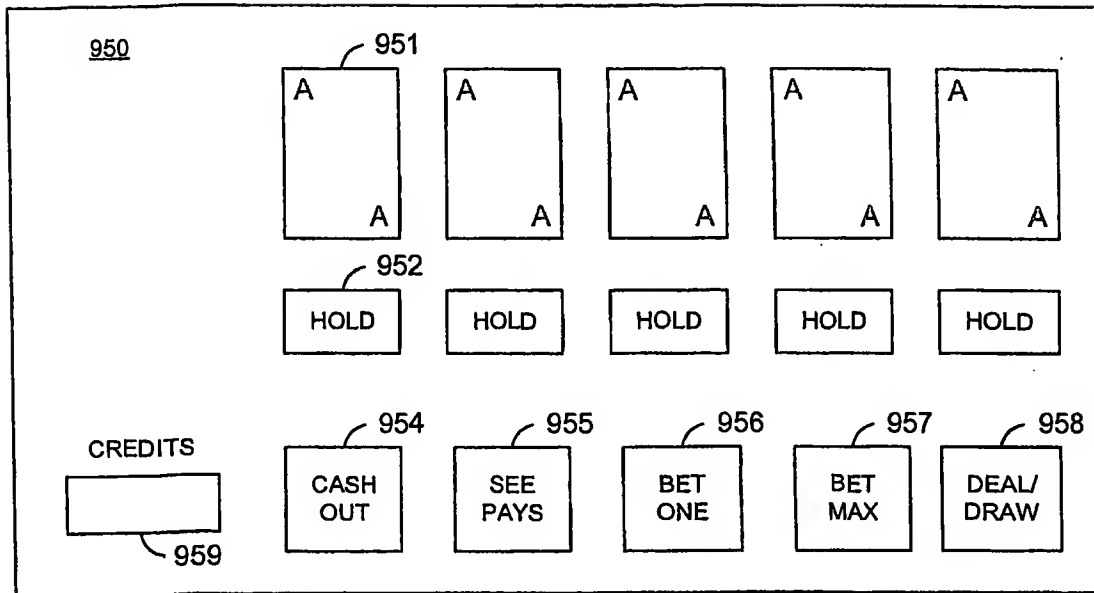 950
951
A A A A A
A A A A A
952
HOLD HOLD HOLD HOLD HOLD
954 955 956 957 958
CREDITS
CASH OUT
SEE PAYS
BET ONE
BET MAX
DEAL/ DRAW
959